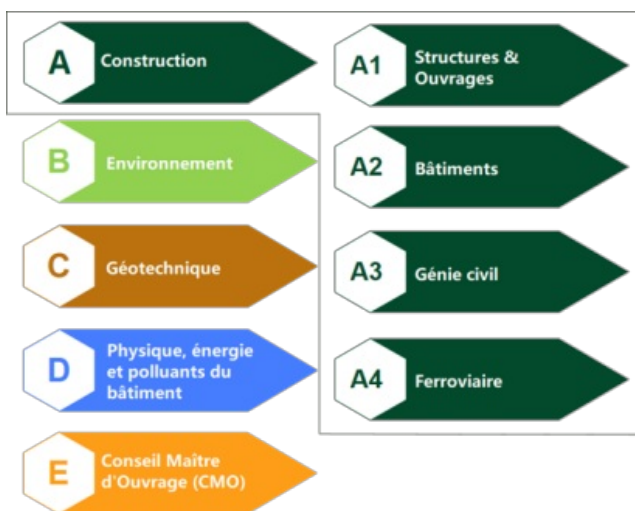 A
Construction
A1
Structures &
Ouvrages
B
Environnement
A2
Bâtiments
C
Géotechnique
A3
Génie civil
D
Physique, énergie
et polluants du
bâtiment
A4
Ferroviaire
E
Conseil Maître
d'Ouvrage (CMO)